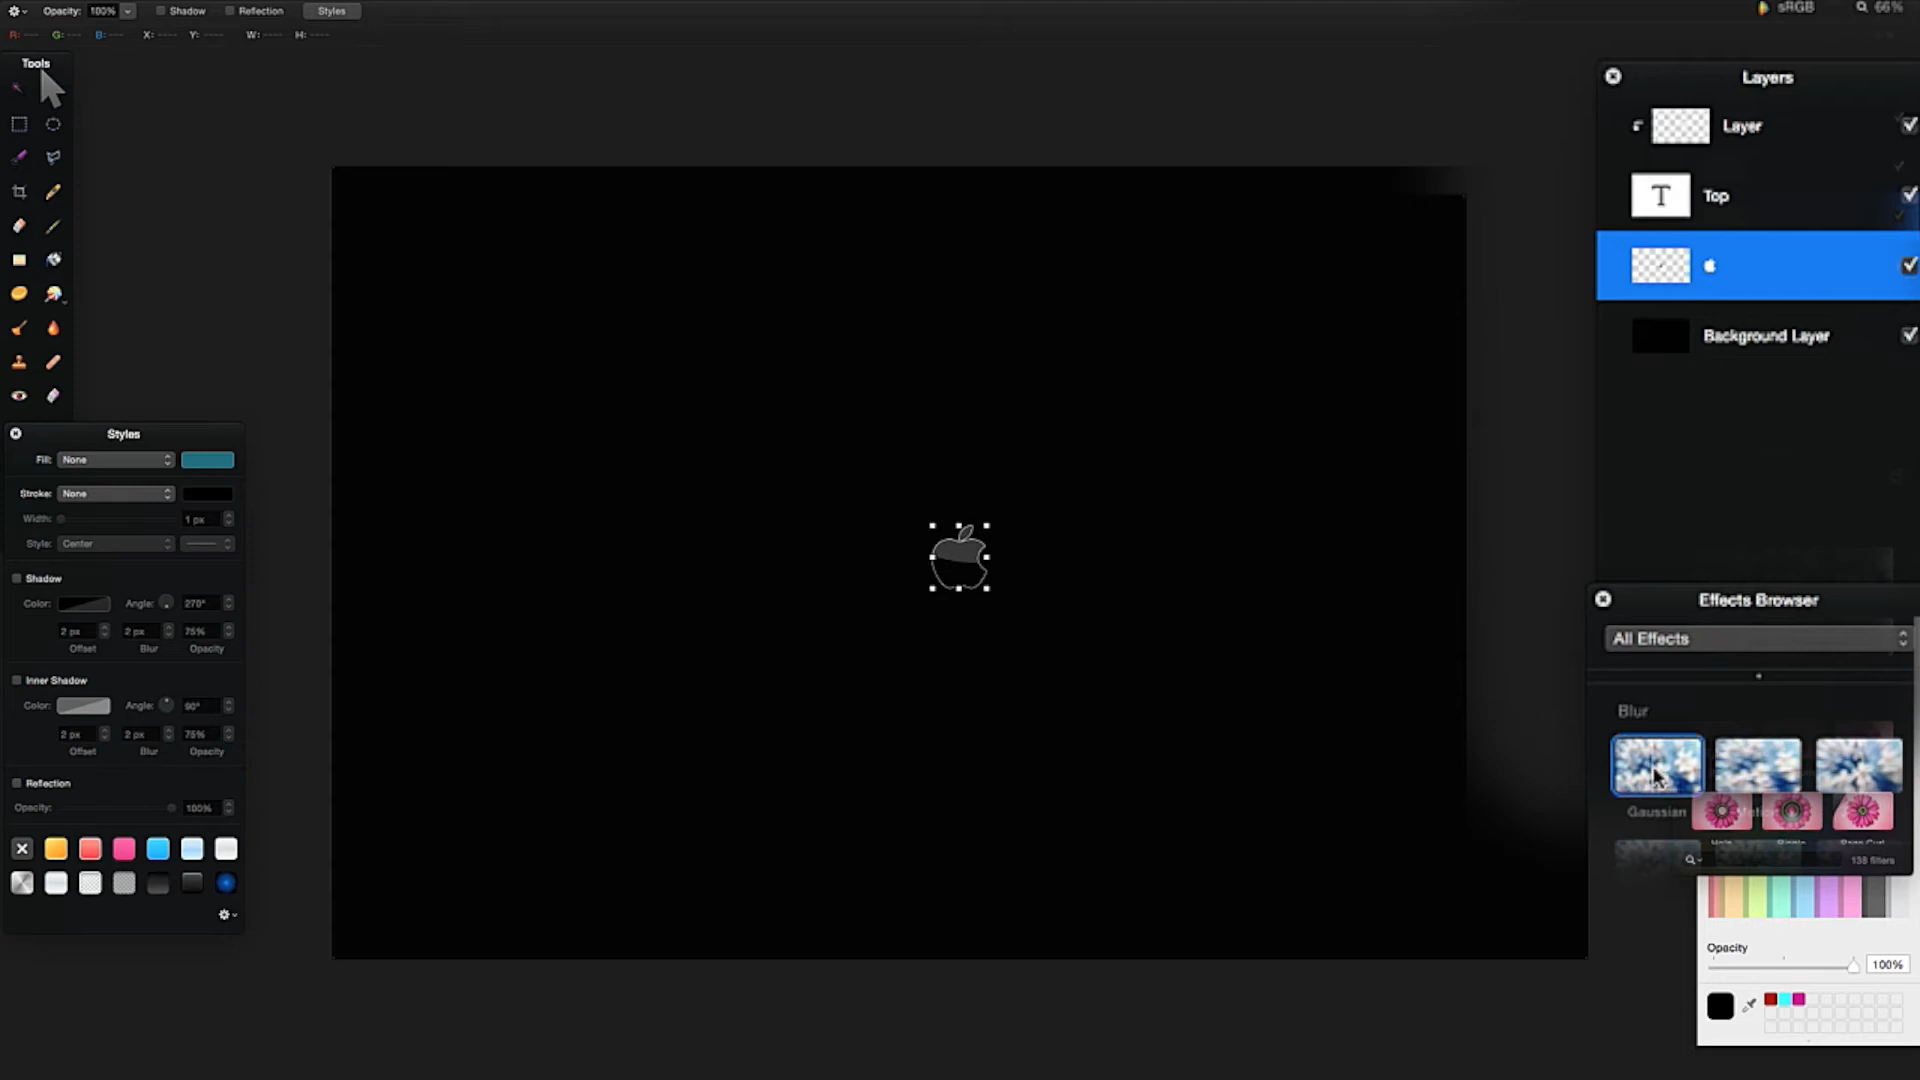 Opacity: 100% Shadow Reflection Styles
sRGB 66%
R: G: B: X: Y: W: H:
Tools
Layers
Layer
T Top
Background Layer
Styles
Fill: None
Stroke: None
Width: 1 px
Style: Center
Shadow
Color: Angle: 270°
2 px 2 px 75%
Offset Blur Opacity
Inner Shadow
Color: Angle: 90°
2 px 2 px 75%
Offset Blur Opacity
Reflection
Opacity: 100%
Effects Browser
All Effects
Blur
Gaussian
138 filters
Opacity
100%